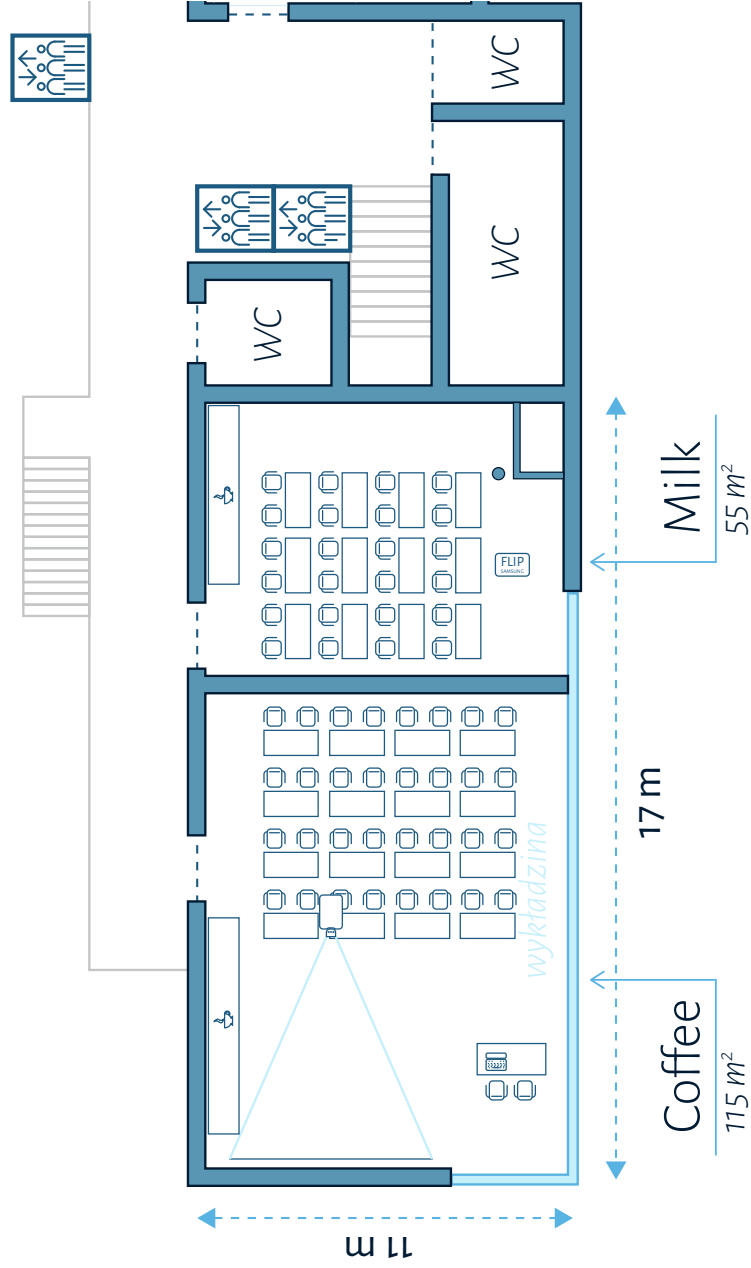 WC
WC
WC
Milk
55 m²
FLIP
SAMSUNG
17 m
wykładzina
Coffee
115 m²
11 m